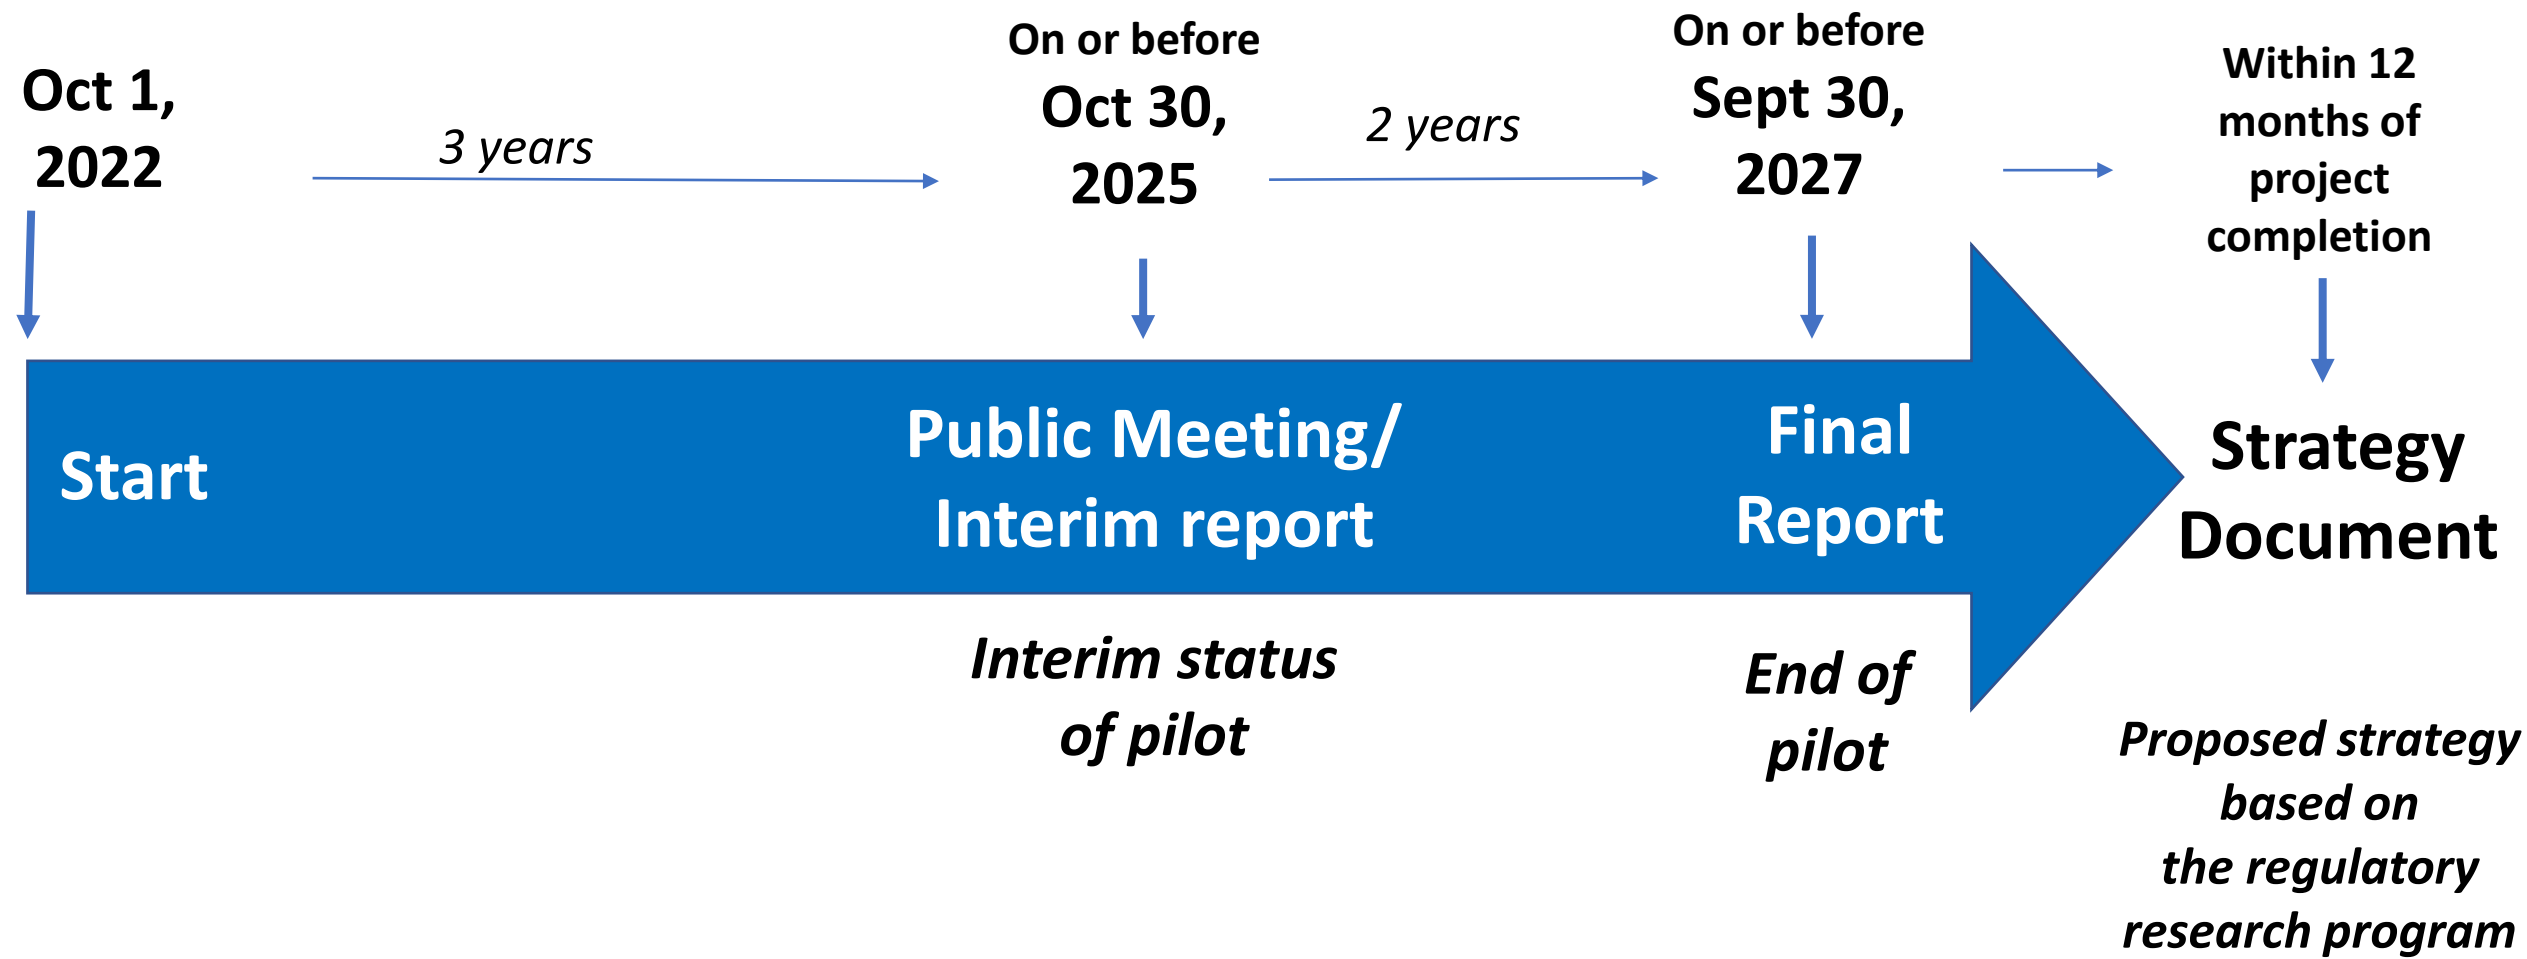 Oct 1,
2022
3 years
On or before
Oct 30,
2025
2 years
On or before
Sept 30,
2027
Within 12
months of
project
completion
Start
Public Meeting/
Interim report
Final
Report
Strategy
Document
Interim status
of pilot
End of
pilot
Proposed strategy
based on
the regulatory
research program